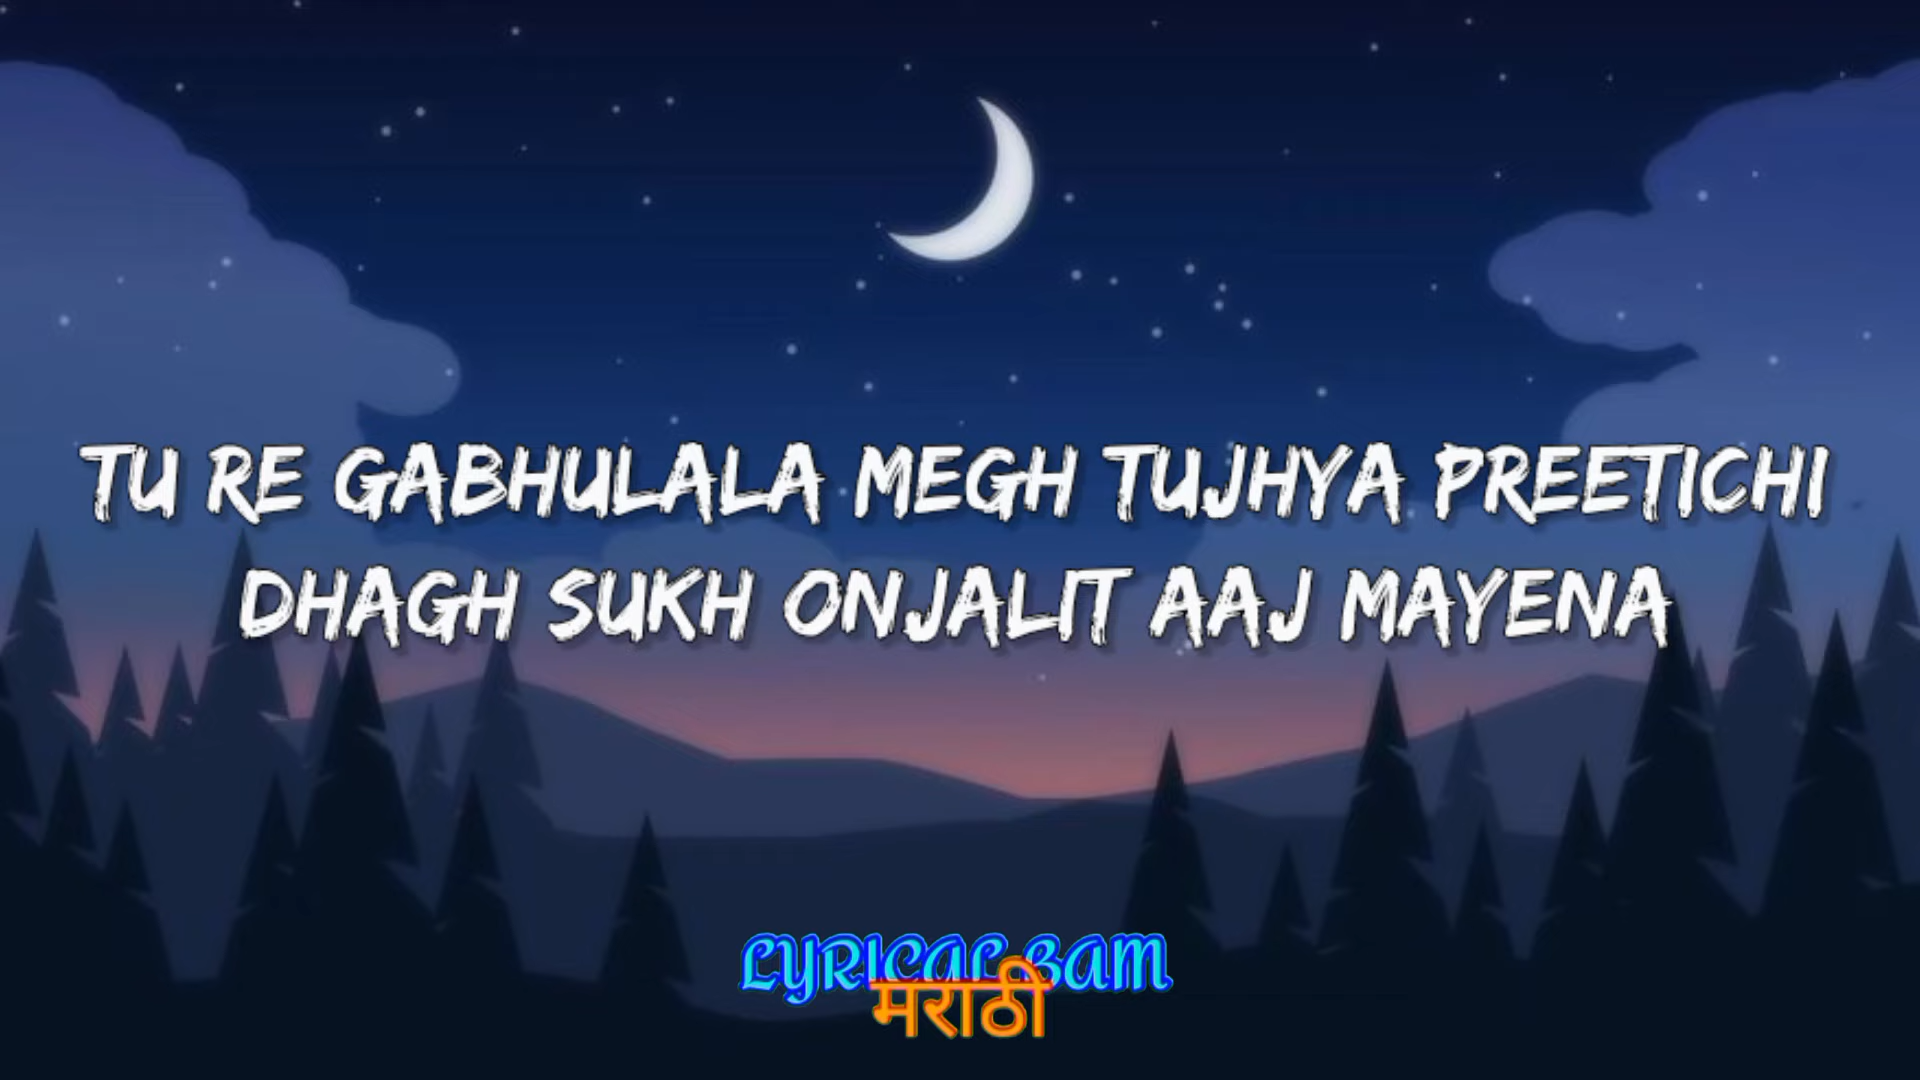 TU RE GABHULALA MEGH TUJHYA PREETICHI
DHAGH SUKH ONJALIT AAJ MAYENA
LYRICAL BAM
मराठी